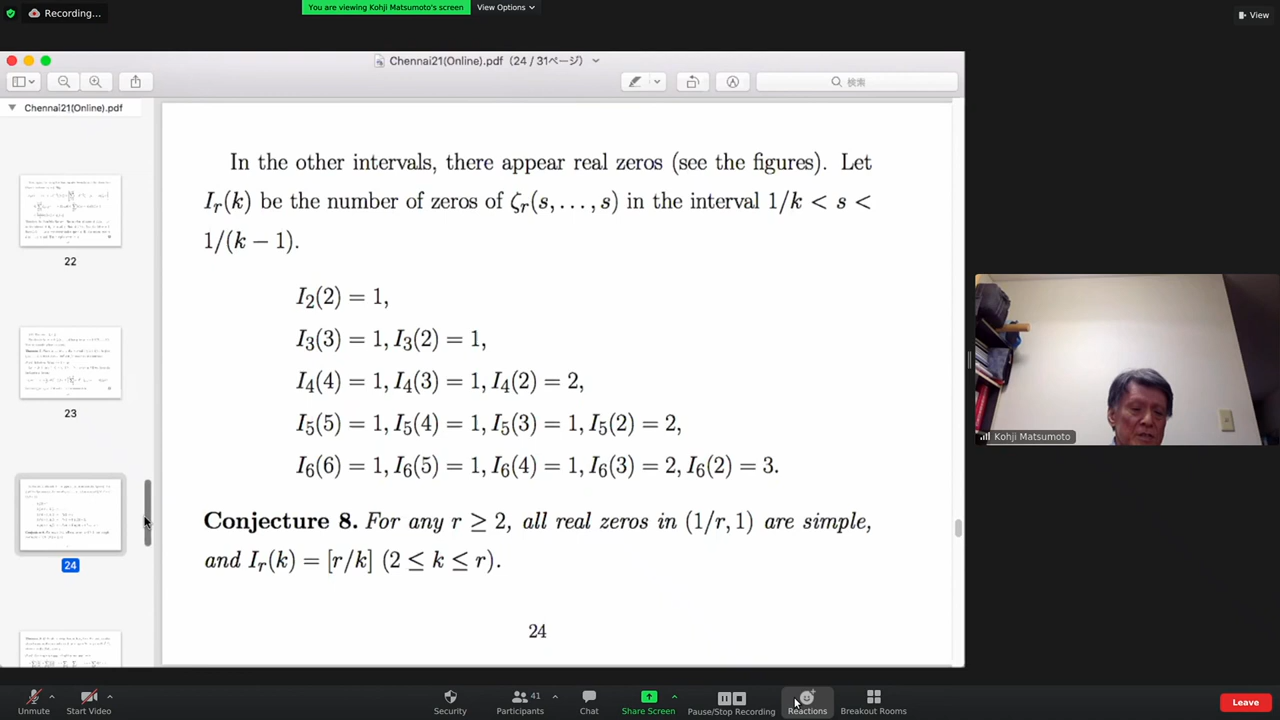 You are viewing Kohji Matsumoto's screen
View Options
Recording...
View
Chennai21(Online).pdf (24 / 31ページ)
検索
Chennai21(Online).pdf
22
23
24
In the other intervals, there appear real zeros (see the figures). Let
I_r(k) be the number of zeros of ζ_r(s, . . . , s) in the interval 1/k < s <
1/(k − 1).
I_2(2) = 1,
I_3(3) = 1, I_3(2) = 1,
I_4(4) = 1, I_4(3) = 1, I_4(2) = 2,
I_5(5) = 1, I_5(4) = 1, I_5(3) = 1, I_5(2) = 2,
I_6(6) = 1, I_6(5) = 1, I_6(4) = 1, I_6(3) = 2, I_6(2) = 3.
Conjecture 8. For any r ≥ 2, all real zeros in (1/r, 1) are simple,
and I_r(k) = [r/k] (2 ≤ k ≤ r).
24
Kohji Matsumoto
Unmute
Start Video
Security
41
Participants
Chat
Share Screen
Pause/Stop Recording
Reactions
Breakout Rooms
Leave